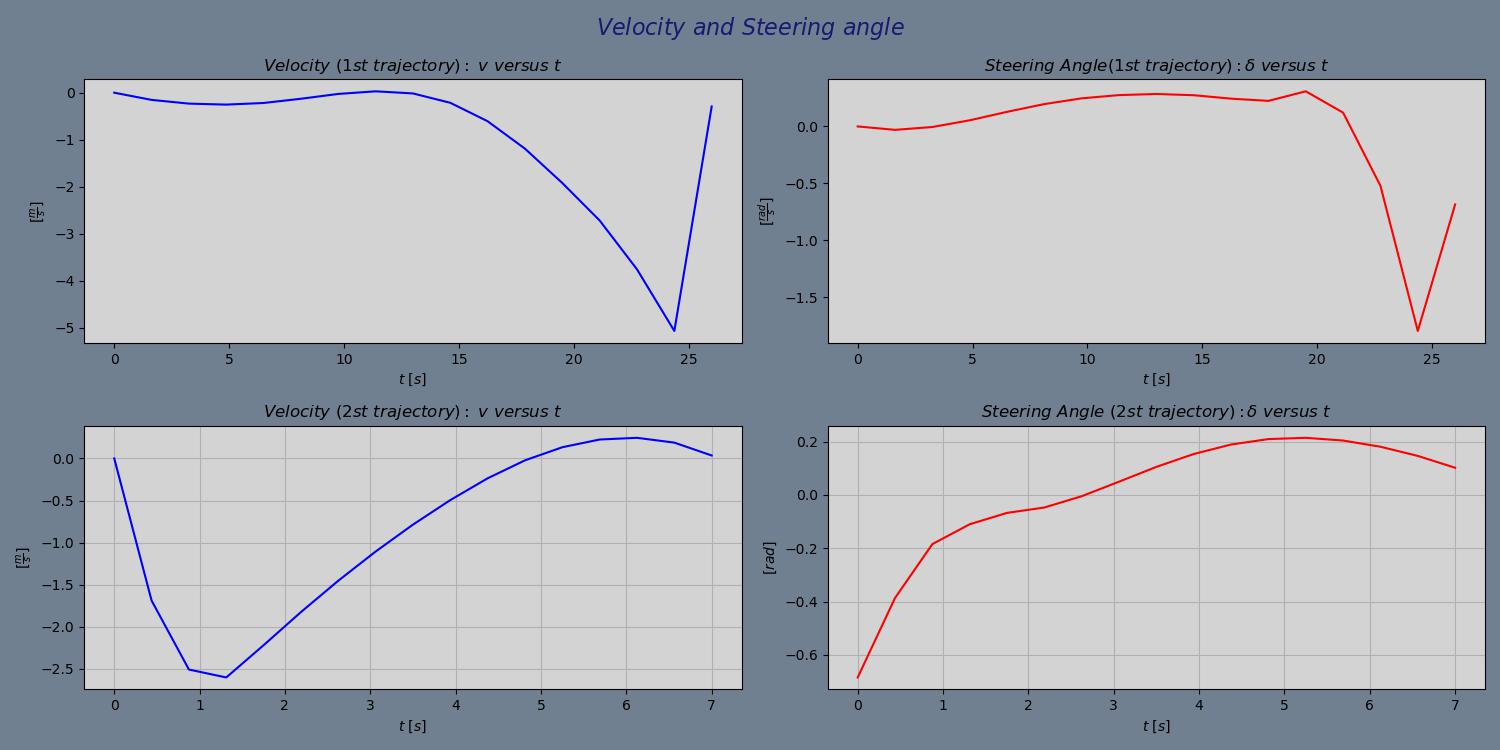 Velocity and Steering angle
Velocity (1st trajectory): v versus t
0
−1
−2
−3
−4
−5
[m/s]
0 5 10 15 20 25
t [s]
Steering Angle(1st trajectory):δ versus t
0.0
−0.5
−1.0
−1.5
[rad/s]
0 5 10 15 20 25
t [s]
Velocity (2st trajectory): v versus t
0.0
−0.5
−1.0
−1.5
−2.0
−2.5
[m/s]
0 1 2 3 4 5 6 7
t [s]
Steering Angle (2st trajectory):δ versus t
0.2
0.0
−0.2
−0.4
−0.6
[rad]
0 1 2 3 4 5 6 7
t [s]